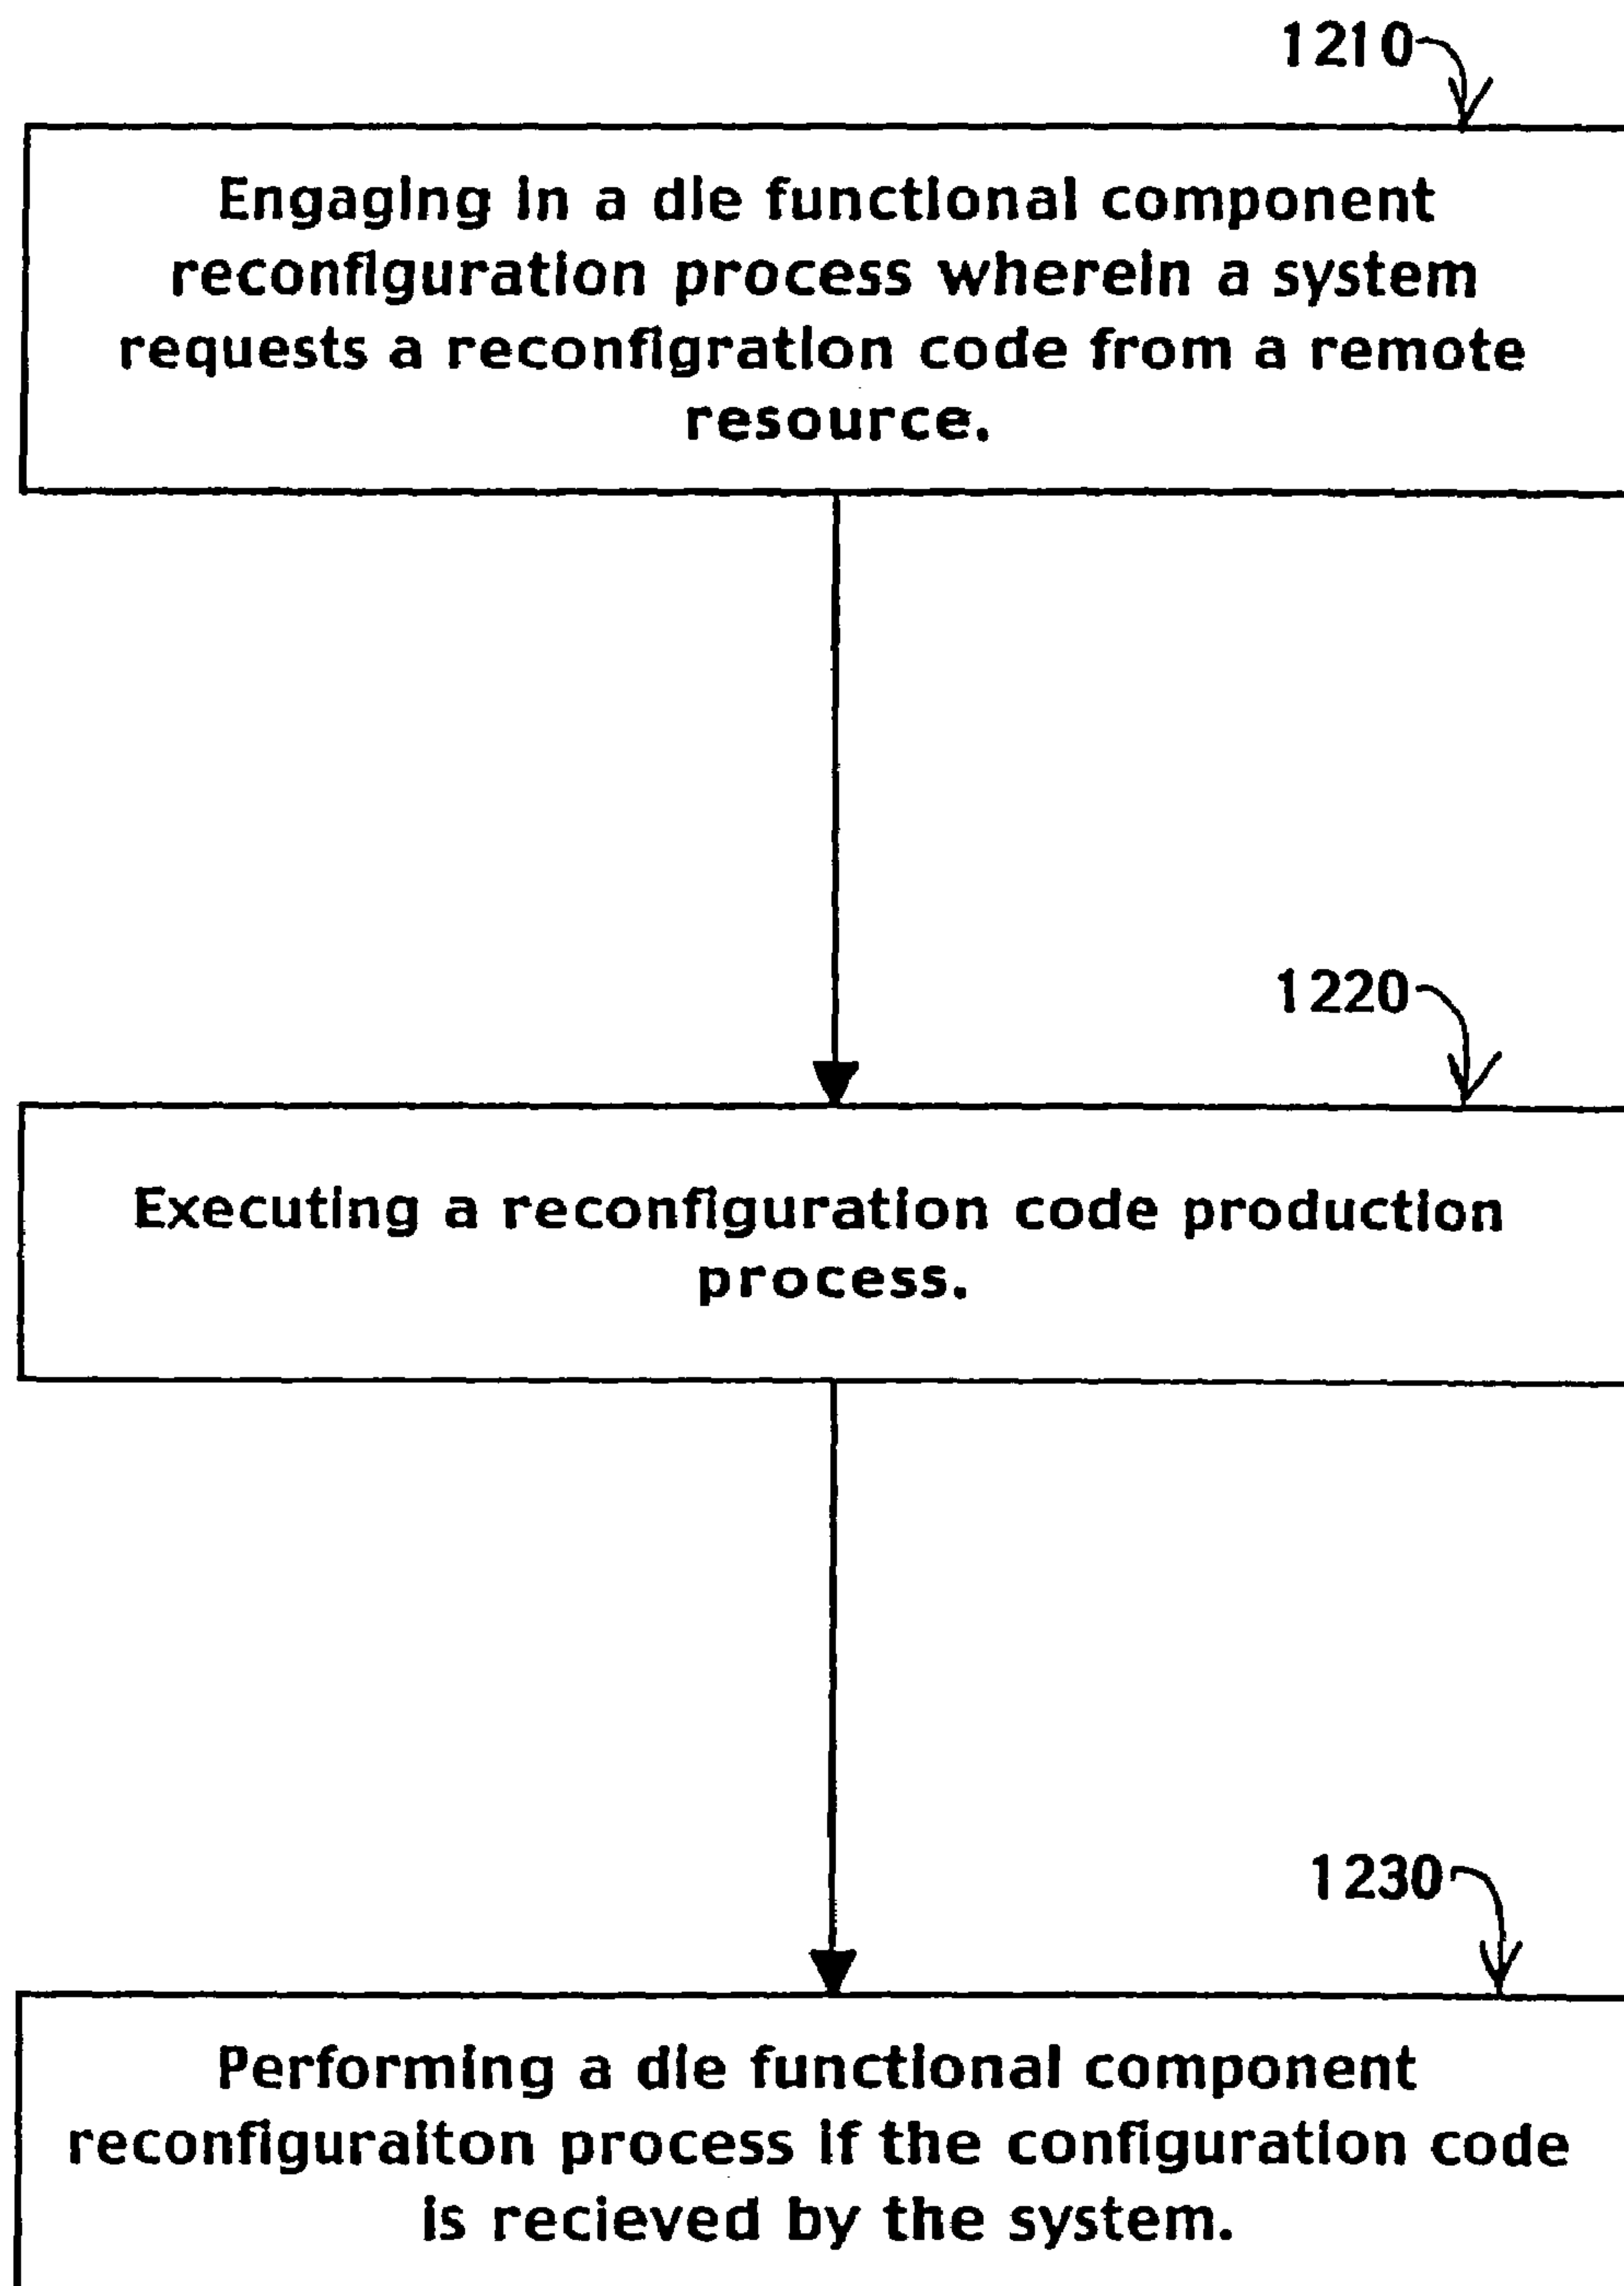 1210
Engaging in a die functional component
reconfiguration process wherein a system
requests a reconfigration code from a remote
resource.
1220
Executing a reconfiguration code production
process.
1230
Performing a die functional component
reconfiguraiton process if the configuration code
is recieved by the system.